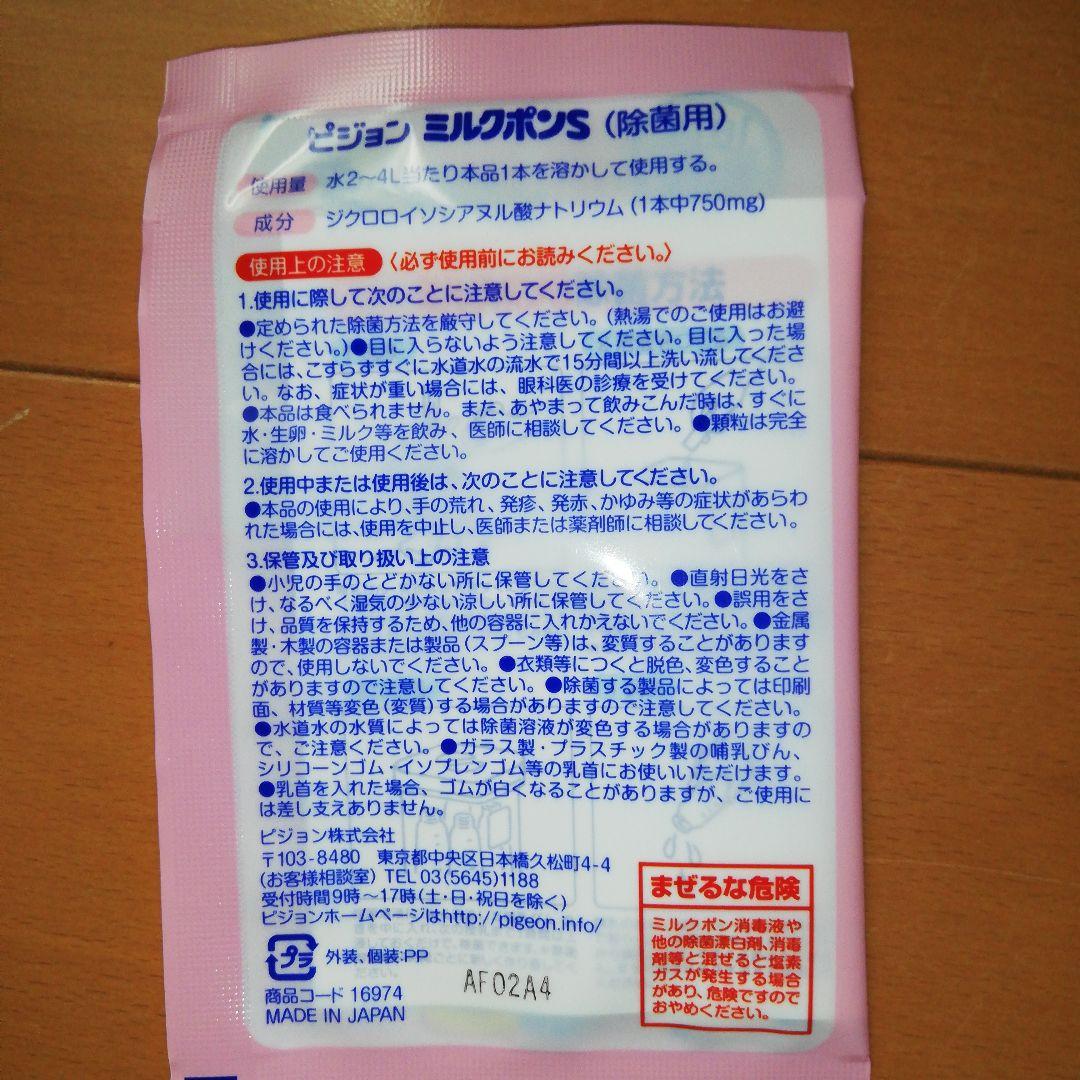 ピジョン ミルクポンS (除菌用)
使用量 水2〜4L当たり本品1本を溶かして使用する。
成分 ジクロロイソシアヌル酸ナトリウム (1本中750mg)
使用上の注意 〈必ず使用前にお読みください。〉
1.使用に際して次のことに注意してください。
●定められた除菌方法を厳守してください。(熱湯でのご使用はお避
けください。)●目に入らないよう注意してください。目に入った場
合には、こすらずすぐに水道水の流水で15分間以上洗い流してくださ
い。なお、症状が重い場合には、眼科医の診療を受けてください。
●本品は食べられません。また、あやまって飲みこんだ時は、すぐに
水・生卵・ミルク等を飲み、医師に相談してください。●顆粒は完全
に溶かしてご使用ください。
2.使用中または使用後は、次のことに注意してください。
●本品の使用により、手の荒れ、発疹、発赤、かゆみ等の症状があらわ
れた場合には、使用を中止し、医師または薬剤師に相談してください。
3.保管及び取り扱い上の注意
●小児の手のとどかない所に保管してください。●直射日光をさ
け、なるべく湿気の少ない涼しい所に保管してください。●誤用をさ
け、品質を保持するため、他の容器に入れかえないでください。●金属
製・木製の容器または製品(スプーン等)は、変質することがあります
ので、使用しないでください。●衣類等につくと脱色、変色すること
がありますので注意してください。●除菌する製品によっては印刷
面、材質等変色(変質)する場合がありますので注意してください。
●水道水の水質によっては除菌溶液が変色する場合がありますの
で、ご注意ください。●ガラス製・プラスチック製の哺乳びん、
シリコーンゴム・イソプレンゴム等の乳首にお使いいただけます。
●乳首を入れた場合、ゴムが白くなることがありますが、ご使用に
は差し支えありません。
ピジョン株式会社
〒103-8480 東京都中央区日本橋久松町4-4
(お客様相談室) TEL 03(5645)1188
受付時間9時〜17時(土・日・祝日を除く)
ピジョンホームページはhttp://pigeon.info/
プラ 外装、個装:PP
商品コード 16974
MADE IN JAPAN
AF02A4
まぜるな危険
ミルクポン消毒液や
他の除菌漂白剤、消毒
剤等と混ぜると塩素
ガスが発生する場合
があり、危険ですので
おやめください。